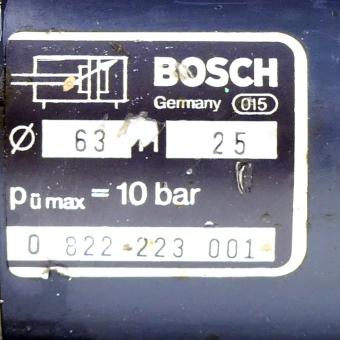 BOSCH
Germany 015
Ø 63 25
pü max = 10 bar
0 822 223 001